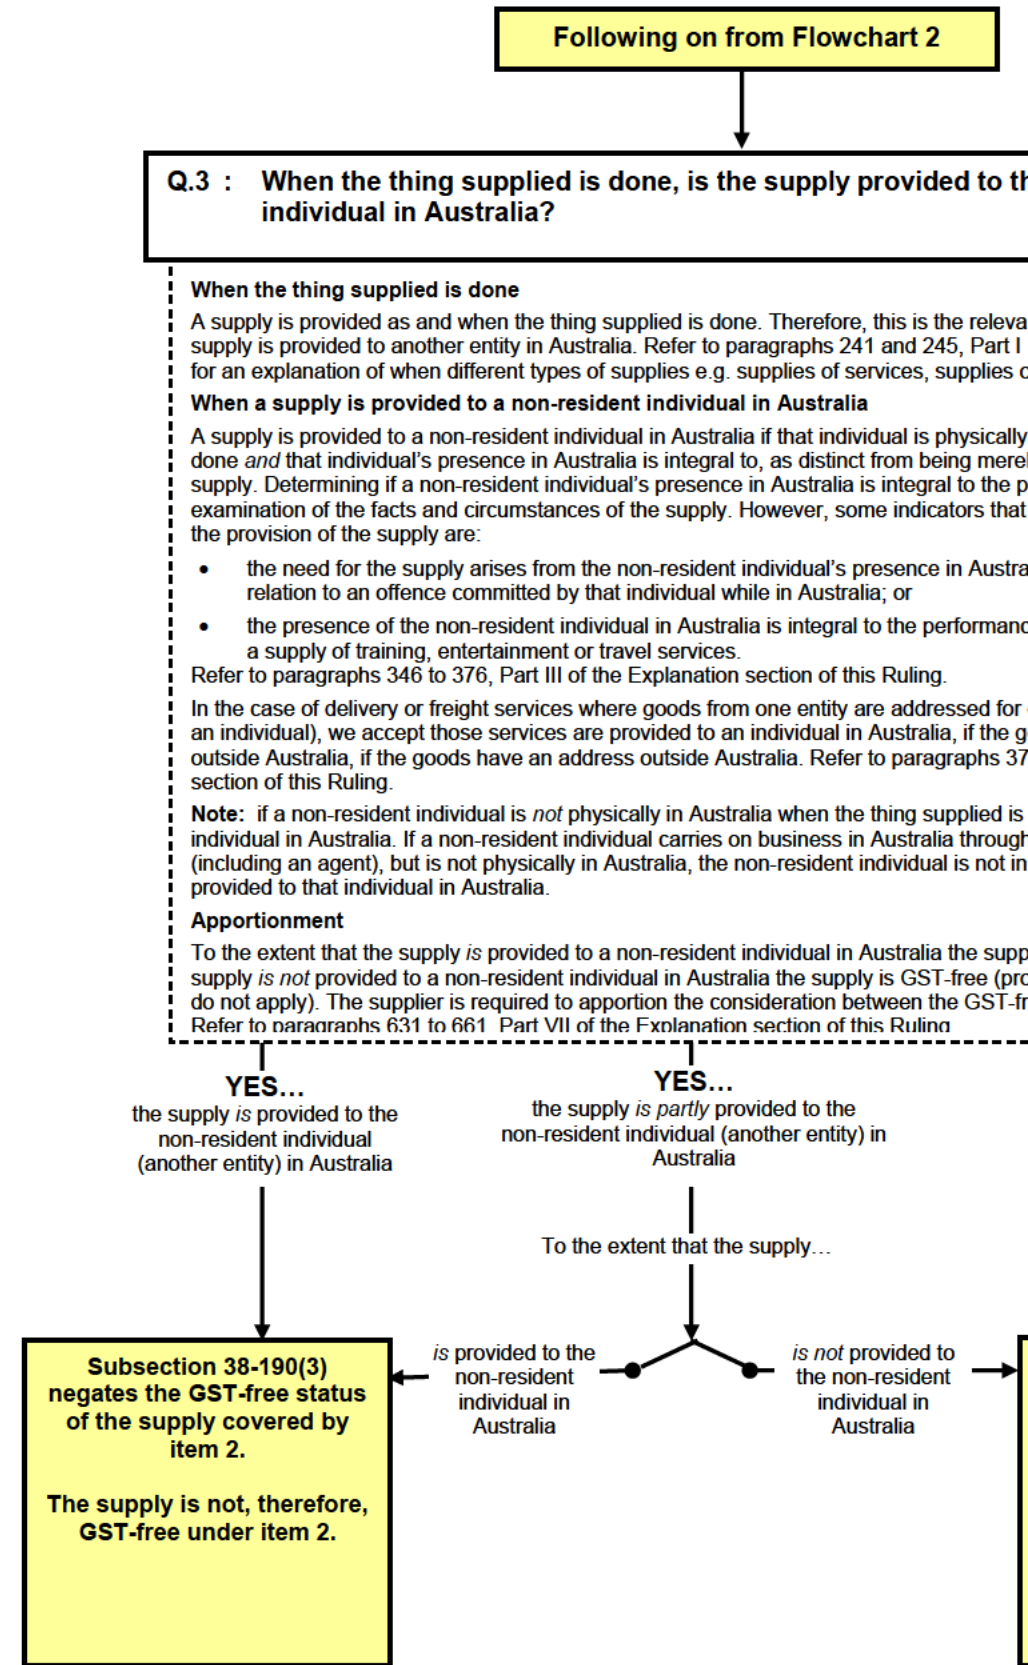 Following on from Flowchart 2
Q.3 : When the thing supplied is done, is the supply provided to th
individual in Australia?
When the thing supplied is done
A supply is provided as and when the thing supplied is done. Therefore, this is the releva
supply is provided to another entity in Australia. Refer to paragraphs 241 and 245, Part I
for an explanation of when different types of supplies e.g. supplies of services, supplies o
When a supply is provided to a non-resident individual in Australia
A supply is provided to a non-resident individual in Australia if that individual is physically
done and that individual's presence in Australia is integral to, as distinct from being merel
supply. Determining if a non-resident individual's presence in Australia is integral to the p
examination of the facts and circumstances of the supply. However, some indicators that
the provision of the supply are:
• the need for the supply arises from the non-resident individual's presence in Austra
relation to an offence committed by that individual while in Australia; or
• the presence of the non-resident individual in Australia is integral to the performanc
a supply of training, entertainment or travel services.
Refer to paragraphs 346 to 376, Part III of the Explanation section of this Ruling.
In the case of delivery or freight services where goods from one entity are addressed for
an individual), we accept those services are provided to an individual in Australia, if the g
outside Australia, if the goods have an address outside Australia. Refer to paragraphs 37
section of this Ruling.
Note: if a non-resident individual is not physically in Australia when the thing supplied is
individual in Australia. If a non-resident individual carries on business in Australia through
(including an agent), but is not physically in Australia, the non-resident individual is not in
provided to that individual in Australia.
Apportionment
To the extent that the supply is provided to a non-resident individual in Australia the supp
supply is not provided to a non-resident individual in Australia the supply is GST-free (pro
do not apply). The supplier is required to apportion the consideration between the GST-fr
Refer to paragraphs 631 to 661, Part VII of the Explanation section of this Ruling
YES…
the supply is provided to the
non-resident individual
(another entity) in Australia
YES…
the supply is partly provided to the
non-resident individual (another entity) in
Australia
To the extent that the supply…
is provided to the
non-resident
individual in
Australia
is not provided to
the non-resident
individual in
Australia
Subsection 38-190(3)
negates the GST-free status
of the supply covered by
item 2.
The supply is not, therefore,
GST-free under item 2.